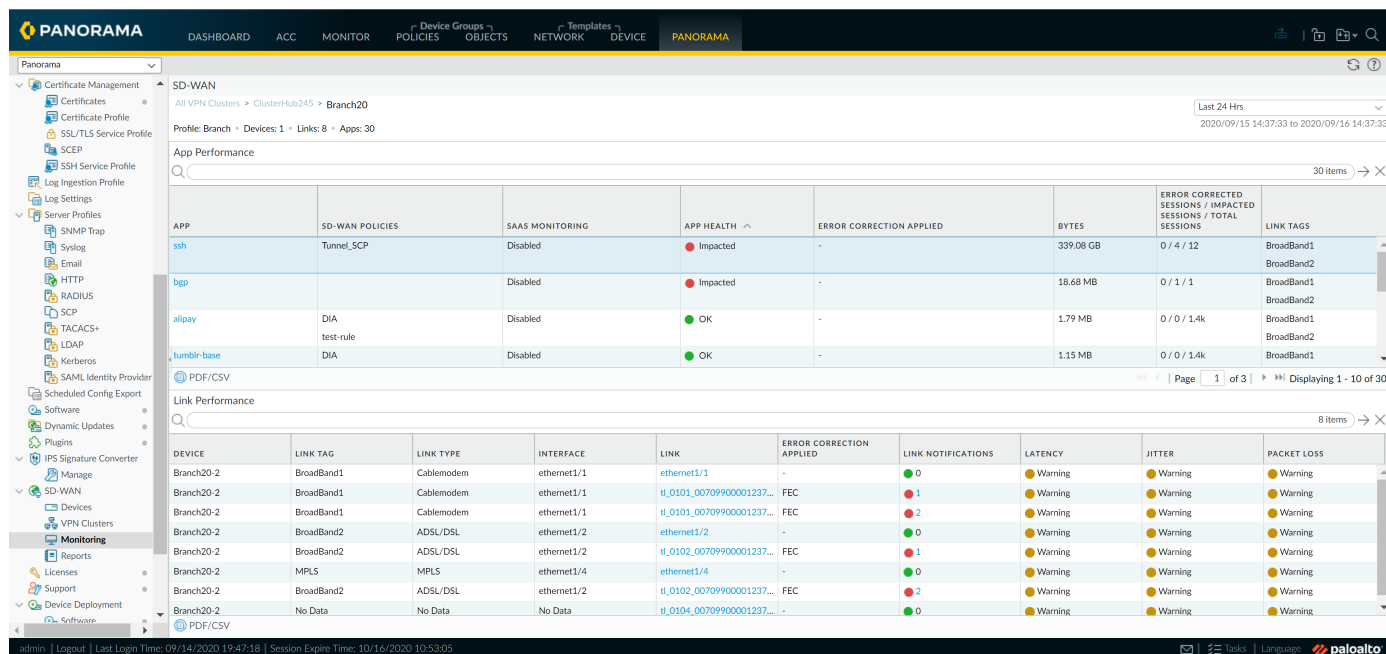 PANORAMA
Device Groups
Templates
DASHBOARD ACC MONITOR POLICIES OBJECTS NETWORK DEVICE PANORAMA
Panorama
Certificate Management
Certificates
Certificate Profile
SSL/TLS Service Profile
SCEP
SSH Service Profile
Log Ingestion Profile
Log Settings
Server Profiles
SNMP Trap
Syslog
Email
HTTP
RADIUS
SCP
TACACS+
LDAP
Kerberos
SAML Identity Provider
Scheduled Config Export
Software
Dynamic Updates
Plugins
IPS Signature Converter
Manage
SD-WAN
Devices
VPN Clusters
Monitoring
Reports
Licenses
Support
Device Deployment
Software
SD-WAN
All VPN Clusters > ClusterHub245 > Branch20
Last 24 Hrs
2020/09/15 14:37:33 to 2020/09/16 14:37:33
Profile: Branch • Devices: 1 • Links: 8 • Apps: 30
App Performance
30 items
APP SD-WAN POLICIES SAAS MONITORING APP HEALTH ERROR CORRECTION APPLIED BYTES ERROR CORRECTED SESSIONS / IMPACTED SESSIONS / TOTAL SESSIONS LINK TAGS
ssh Tunnel_SCP Disabled Impacted - 339.08 GB 0 / 4 / 12 BroadBand1
BroadBand2
bgp Disabled Impacted - 18.68 MB 0 / 1 / 1 BroadBand1
BroadBand2
alipay DIA Disabled OK - 1.79 MB 0 / 0 / 1.4k BroadBand1
test-rule BroadBand2
tumblr-base DIA Disabled OK - 1.15 MB 0 / 0 / 1.4k BroadBand1
PDF/CSV Page 1 of 3 Displaying 1 - 10 of 30
Link Performance
8 items
DEVICE LINK TAG LINK TYPE INTERFACE LINK ERROR CORRECTION APPLIED LINK NOTIFICATIONS LATENCY JITTER PACKET LOSS
Branch20-2 BroadBand1 Cablemodem ethernet1/1 ethernet1/1 - 0 Warning Warning Warning
Branch20-2 BroadBand1 Cablemodem ethernet1/1 tl_0101_00709900001237... FEC 1 Warning Warning Warning
Branch20-2 BroadBand1 Cablemodem ethernet1/1 tl_0101_00709900001237... FEC 2 Warning Warning Warning
Branch20-2 BroadBand2 ADSL/DSL ethernet1/2 ethernet1/2 - 0 Warning Warning Warning
Branch20-2 BroadBand2 ADSL/DSL ethernet1/2 tl_0102_00709900001237... FEC 1 Warning Warning Warning
Branch20-2 MPLS MPLS ethernet1/4 ethernet1/4 - 0 Warning Warning Warning
Branch20-2 BroadBand2 ADSL/DSL ethernet1/2 tl_0102_00709900001237... FEC 2 Warning Warning Warning
Branch20-2 No Data No Data No Data tl_0104_00709900001237... - 0 Warning Warning Warning
PDF/CSV
admin | Logout | Last Login Time: 09/14/2020 19:47:18 | Session Expire Time: 10/16/2020 10:53:05 Tasks | Language paloalto